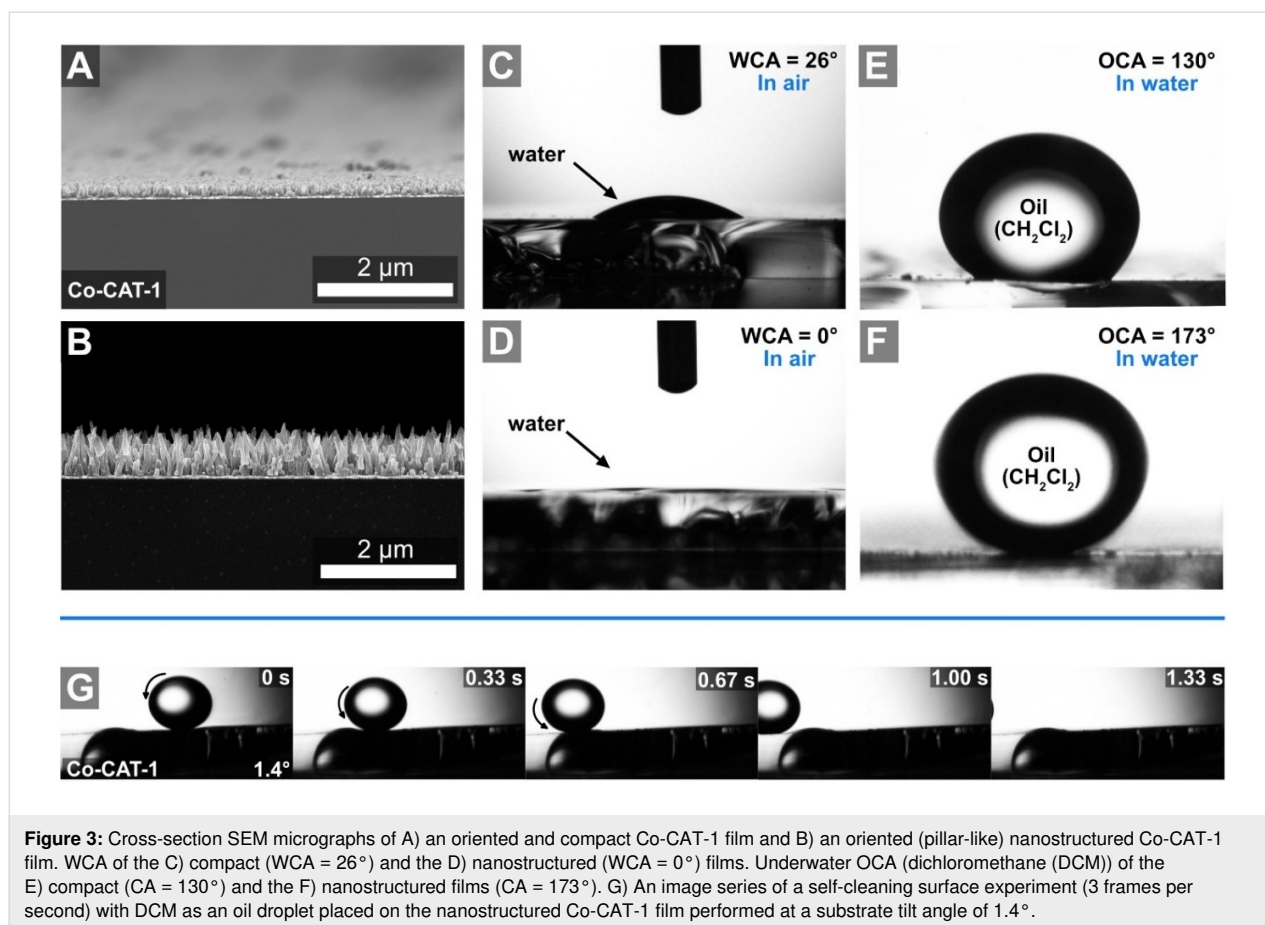 A
Co-CAT-1
2 µm
B
2 µm
C
WCA = 26°
In air
water
D
WCA = 0°
In air
water
E
OCA = 130°
In water
Oil
(CH₂Cl₂)
F
OCA = 173°
In water
Oil
(CH₂Cl₂)
G
0 s
0.33 s
0.67 s
1.00 s
1.33 s
Co-CAT-1
1.4°
Figure 3: Cross-section SEM micrographs of A) an oriented and compact Co-CAT-1 film and B) an oriented (pillar-like) nanostructured Co-CAT-1
film. WCA of the C) compact (WCA = 26°) and the D) nanostructured (WCA = 0°) films. Underwater OCA (dichloromethane (DCM)) of the
E) compact (CA = 130°) and the F) nanostructured films (CA = 173°). G) An image series of a self-cleaning surface experiment (3 frames per
second) with DCM as an oil droplet placed on the nanostructured Co-CAT-1 film performed at a substrate tilt angle of 1.4°.